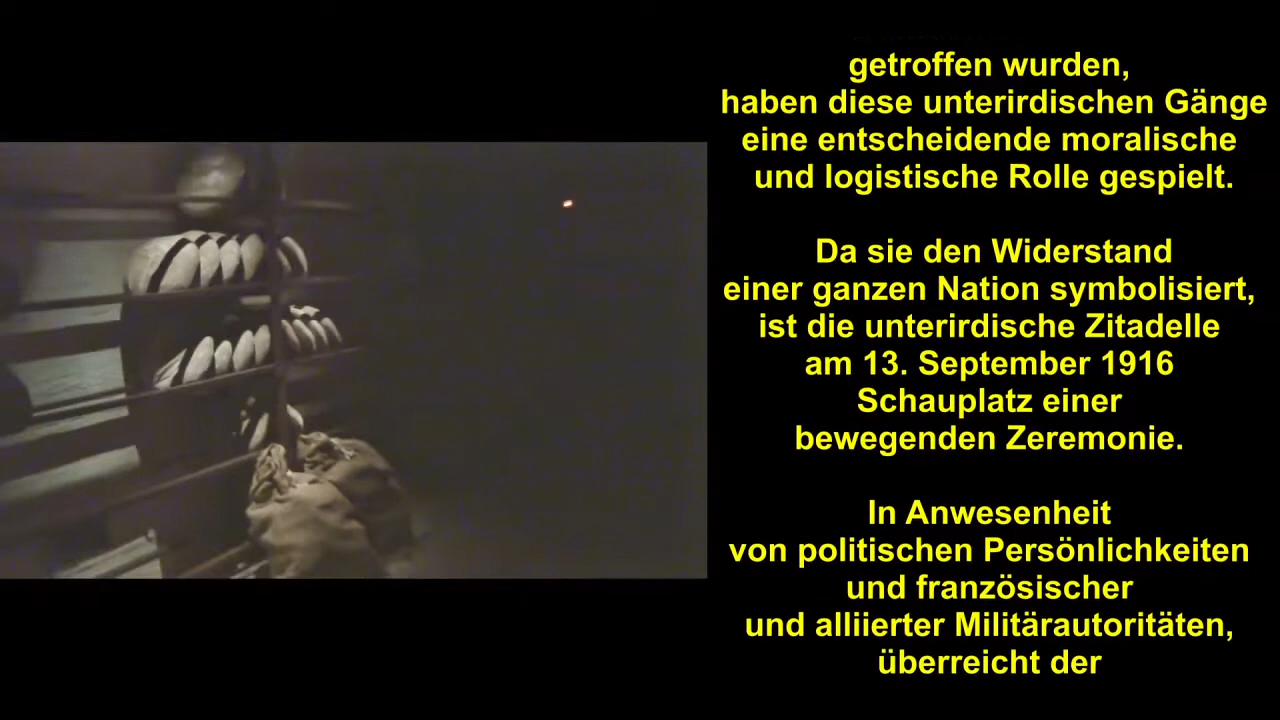 getroffen wurden,
haben diese unterirdischen Gänge
eine entscheidende moralische
und logistische Rolle gespielt.
Da sie den Widerstand
einer ganzen Nation symbolisiert,
ist die unterirdische Zitadelle
am 13. September 1916
Schauplatz einer
bewegenden Zeremonie.
In Anwesenheit
von politischen Persönlichkeiten
und französischer
und alliierter Militärautoritäten,
überreicht der